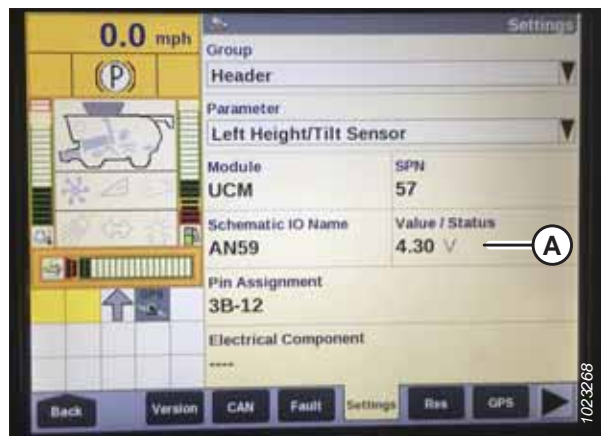 0.0 mph
Settings
(P)
Group
Header
Parameter
Left Height/Tilt Sensor
Module
SPN
UCM
57
Schematic IO Name
Value / Status
AN59
4.30 V
A
Pin Assignment
3B-12
Electrical Component
----
Back
Version
CAN
Fault
Settings
Res
GPS
1023268